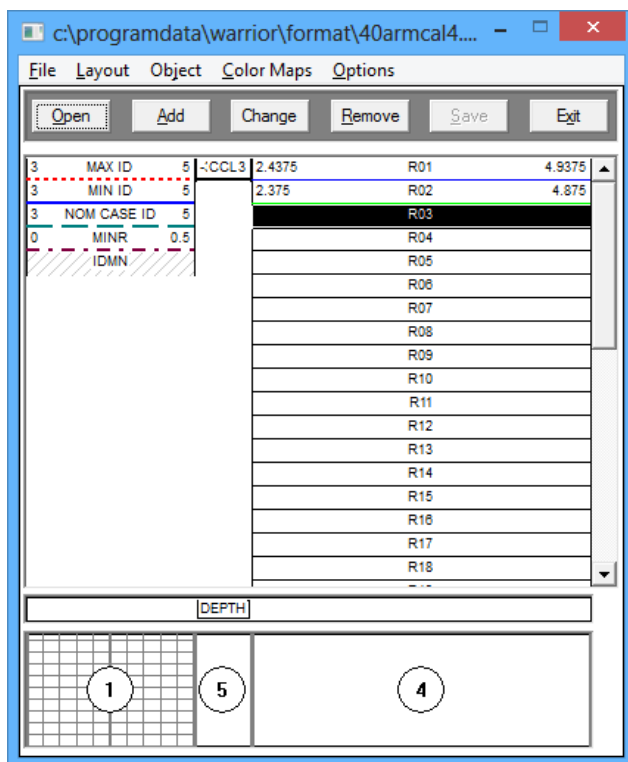 c:\programdata\warrior\format\40armcal4....
File Layout Object Color Maps Options
Open Add Change Remove Save Exit
3 MAX ID 5 CCL3 2.4375 R01 4.9375
3 MIN ID 5 2.375 R02 4.875
3 NOM CASE ID 5 R03
0 MINR 0.5 R04
IDMN R05
R06
R07
R08
R09
R10
R11
R12
R13
R14
R15
R16
R17
R18
DEPTH
1 5 4